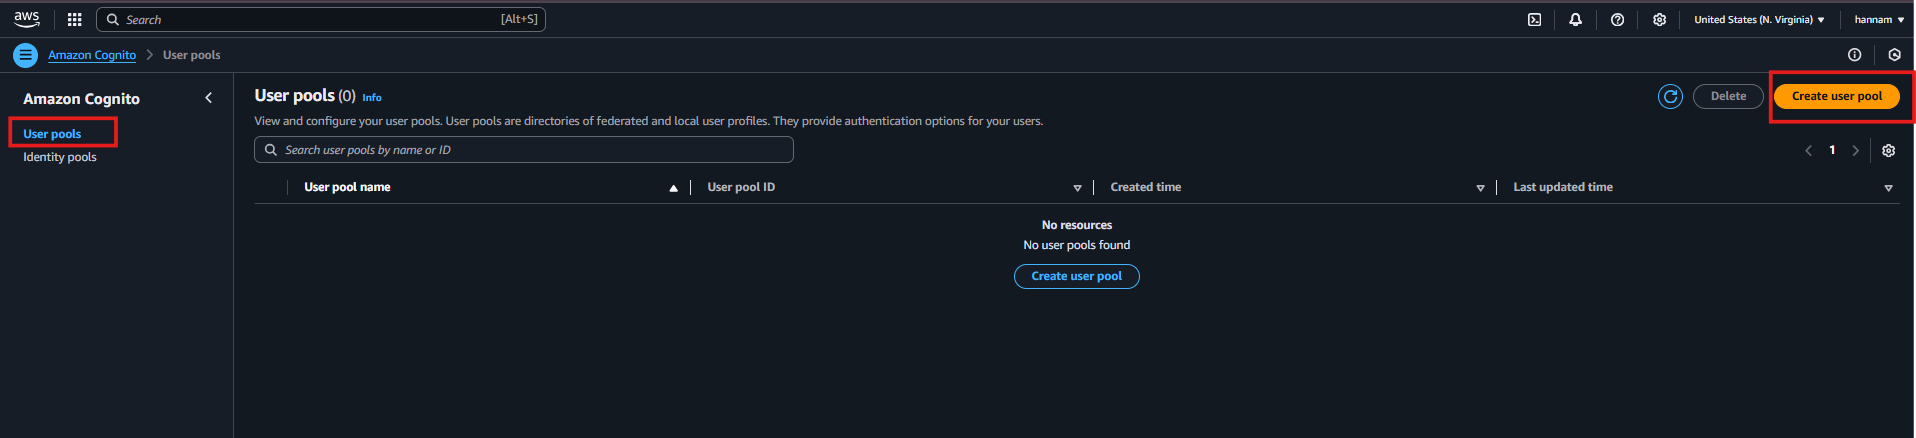 aws Search [Alt+S] United States (N. Virginia) hannam
Amazon Cognito User pools
Amazon Cognito
User pools
Identity pools
User pools (0) Info
Delete Create user pool
View and configure your user pools. User pools are directories of federated and local user profiles. They provide authentication options for your users.
Search user pools by name or ID
1
User pool name User pool ID Created time Last updated time
No resources
No user pools found
Create user pool